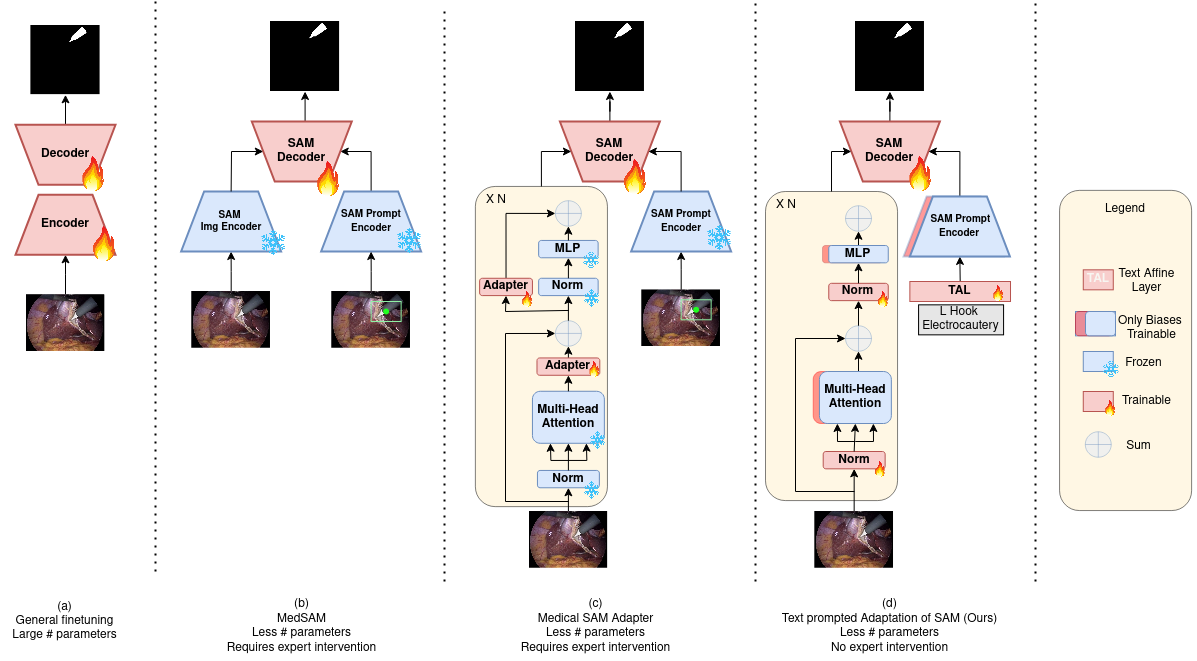 Decoder
Encoder
(a)
General finetuning
Large # parameters
SAM
Decoder
SAM
Img Encoder
SAM Prompt
Encoder
(b)
MedSAM
Less # parameters
Requires expert intervention
SAM
Decoder
X N
SAM Prompt
Encoder
MLP
Adapter
Norm
Adapter
Multi-Head
Attention
Norm
(c)
Medical SAM Adapter
Less # parameters
Requires expert intervention
SAM
Decoder
X N
SAM Prompt
Encoder
MLP
Norm
TAL
L Hook
Electrocautery
Multi-Head
Attention
Norm
(d)
Text prompted Adaptation of SAM (Ours)
Less # parameters
No expert intervention
Legend
TAL
Text Affine
Layer
Only Biases
Trainable
Frozen
Trainable
Sum